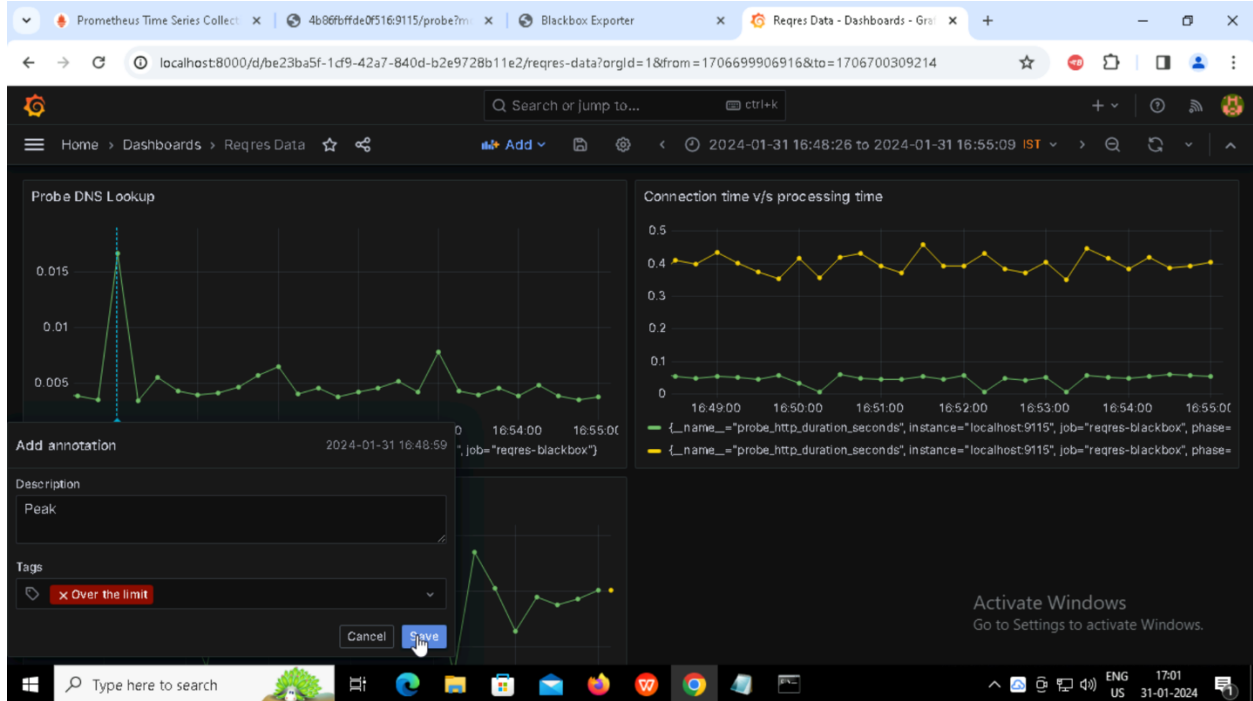 Prometheus Time Series Collect
4b86fbffde0f516:9115/probe?m
Blackbox Exporter
Reqres Data - Dashboards - Gra
localhost:8000/d/be23ba5f-1cf9-42a7-840d-b2e9728b11e2/reqres-data?orgId=1&from=1706699906916&to=1706700309214
Search or jump to... ctrl+k
Home › Dashboards › Reqres Data
Add
2024-01-31 16:48:26 to 2024-01-31 16:55:09 IST
Probe DNS Lookup
0.015
0.01
0.005
0 16:54:00 16:55:00
", job="reqres-blackbox"}
Connection time v/s processing time
0.5
0.4
0.3
0.2
0.1
0
16:49:00 16:50:00 16:51:00 16:52:00 16:53:00 16:54:00 16:55:00
{__name__="probe_http_duration_seconds", instance="localhost:9115", job="reqres-blackbox", phase=
{__name__="probe_http_duration_seconds", instance="localhost:9115", job="reqres-blackbox", phase=
Add annotation 2024-01-31 16:48:59
Description
Peak
Tags
Over the limit
Cancel Save
Activate Windows
Go to Settings to activate Windows.
Type here to search
ENG 17:01
US 31-01-2024
1